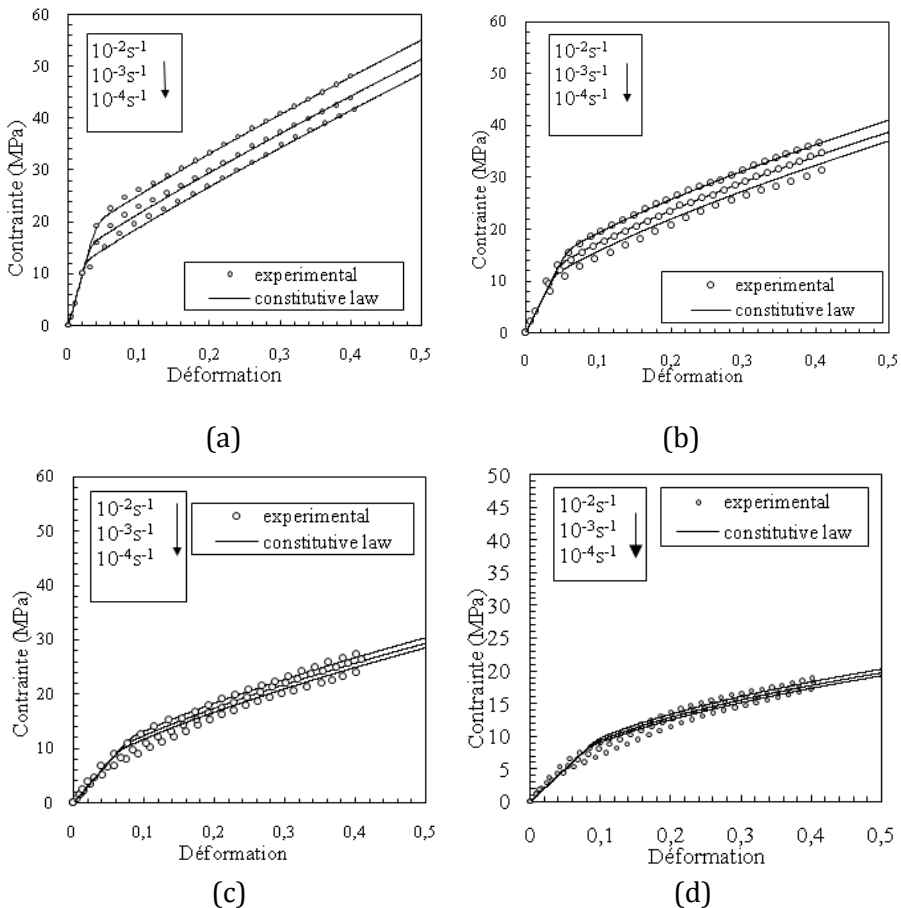 60
50
40
30
20
10
0
Contrainte (MPa)
10⁻²s⁻¹
10⁻³s⁻¹
10⁻⁴s⁻¹
experimental
constitutive law
0 0,1 0,2 0,3 0,4 0,5
Déformation
(a)
60
50
40
30
20
10
0
Contrainte (MPa)
10⁻²s⁻¹
10⁻³s⁻¹
10⁻⁴s⁻¹
experimental
constitutive law
0 0,1 0,2 0,3 0,4 0,5
Déformation
(b)
60
50
40
30
20
10
0
Contrainte (MPa)
10⁻²s⁻¹
10⁻³s⁻¹
10⁻⁴s⁻¹
experimental
constitutive law
0 0,1 0,2 0,3 0,4 0,5
Déformation
(c)
50
45
40
35
30
25
20
15
10
5
0
Contrainte (MPa)
10⁻²s⁻¹
10⁻³s⁻¹
10⁻⁴s⁻¹
experimental
constitutive law
0 0,1 0,2 0,3 0,4 0,5
Déformation
(d)